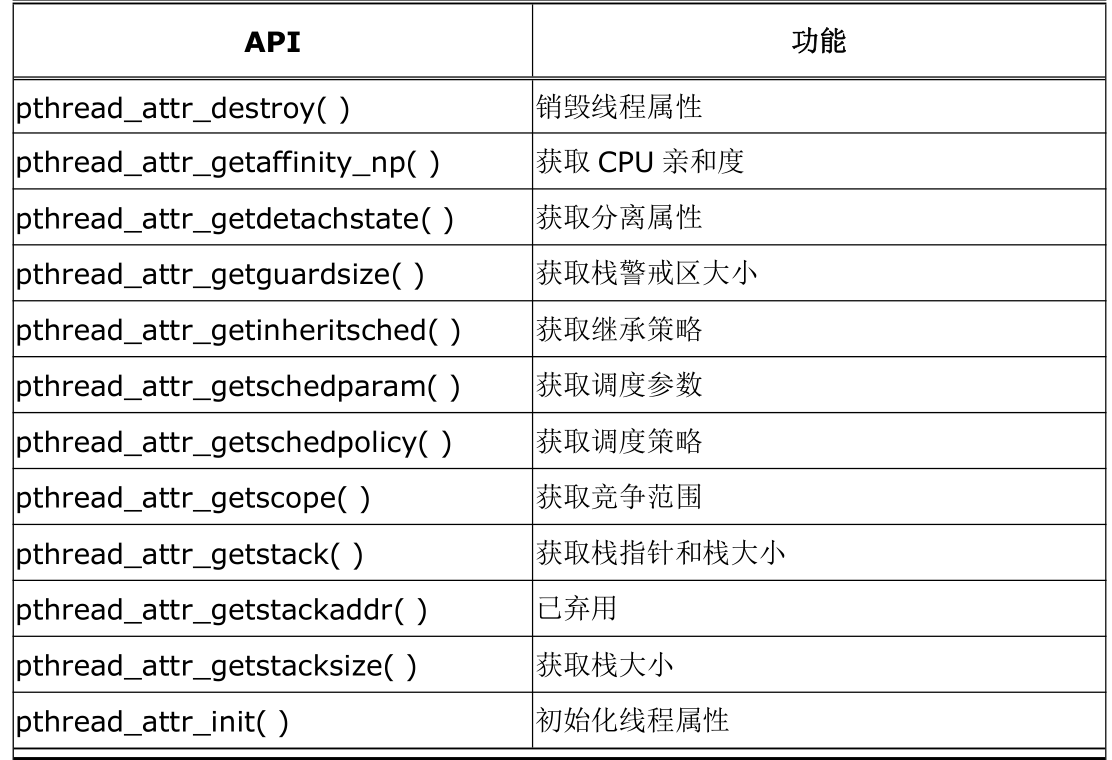 API 功能
pthread_attr_destroy( ) 销毁线程属性
pthread_attr_getaffinity_np( ) 获取 CPU 亲和度
pthread_attr_getdetachstate( ) 获取分离属性
pthread_attr_getguardsize( ) 获取栈警戒区大小
pthread_attr_getinheritsched( ) 获取继承策略
pthread_attr_getschedparam( ) 获取调度参数
pthread_attr_getschedpolicy( ) 获取调度策略
pthread_attr_getscope( ) 获取竞争范围
pthread_attr_getstack( ) 获取栈指针和栈大小
pthread_attr_getstackaddr( ) 已弃用
pthread_attr_getstacksize( ) 获取栈大小
pthread_attr_init( ) 初始化线程属性